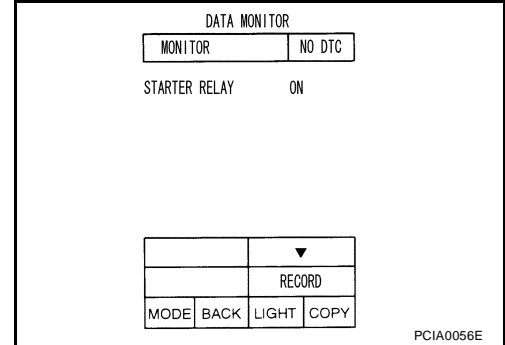 DATA MONITOR
MONITOR NO DTC
STARTER RELAY ON
▼
RECORD
MODE BACK LIGHT COPY
PCIA0056E